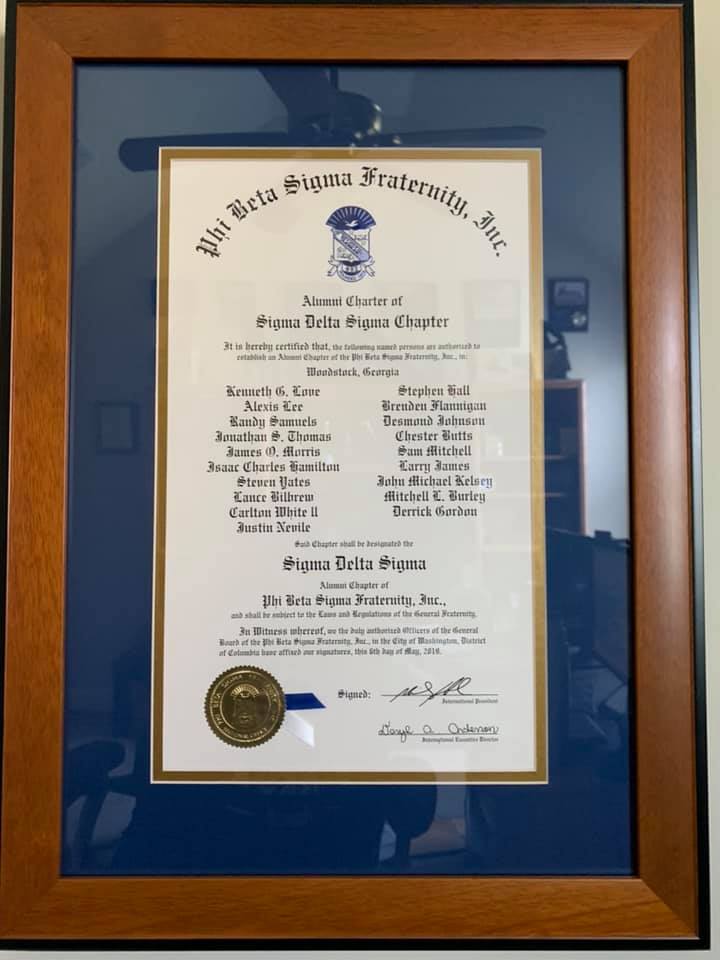 Phi Beta Sigma Fraternity, Inc.
Alumni Charter of
Sigma Delta Sigma Chapter
It is hereby certified that, the following named persons are authorized to
establish an Alumni Chapter of the Phi Beta Sigma Fraternity, Inc., in:
Woodstock, Georgia
Kenneth G. Love
Alexis Lee
Randy Samuels
Jonathan S. Thomas
James O. Morris
Isaac Charles Hamilton
Steven Yates
Lance Bilbrew
Carlton White II
Justin Nevile
Stephen Hall
Brenden Flannigan
Desmond Johnson
Chester Butts
Sam Mitchell
Larry James
John Michael Kelsey
Mitchell L. Burley
Derrick Gordon
Said Chapter shall be designated the
Sigma Delta Sigma
Alumni Chapter of
Phi Beta Sigma Fraternity, Inc.,
and shall be subject to the Laws and Regulations of the General Fraternity.
In Witness whereof, we the duly authorized Officers of the General
Board of the Phi Beta Sigma Fraternity, Inc., in the City of Washington, District
of Columbia have affixed our signatures, this 6th day of May, 2019.
Signed:
International President
Daryl A. Anderson
International Executive Director
PHI BETA SIGMA